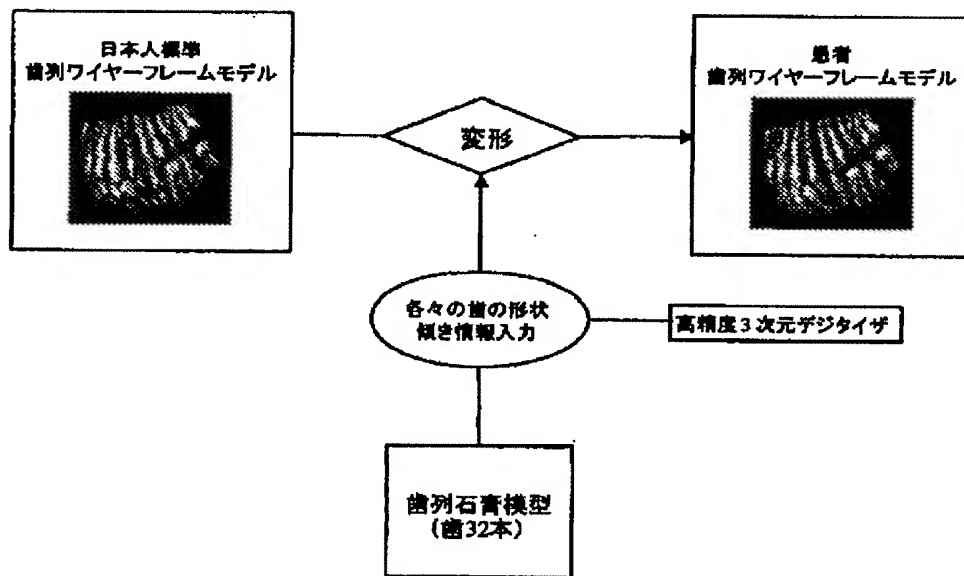 日本人標準
歯列ワイヤーフレームモデル
患者
歯列ワイヤーフレームモデル
変形
各々の歯の形状
傾き情報入力
高精度3次元デジタイザ
歯列石膏模型
(歯32本)